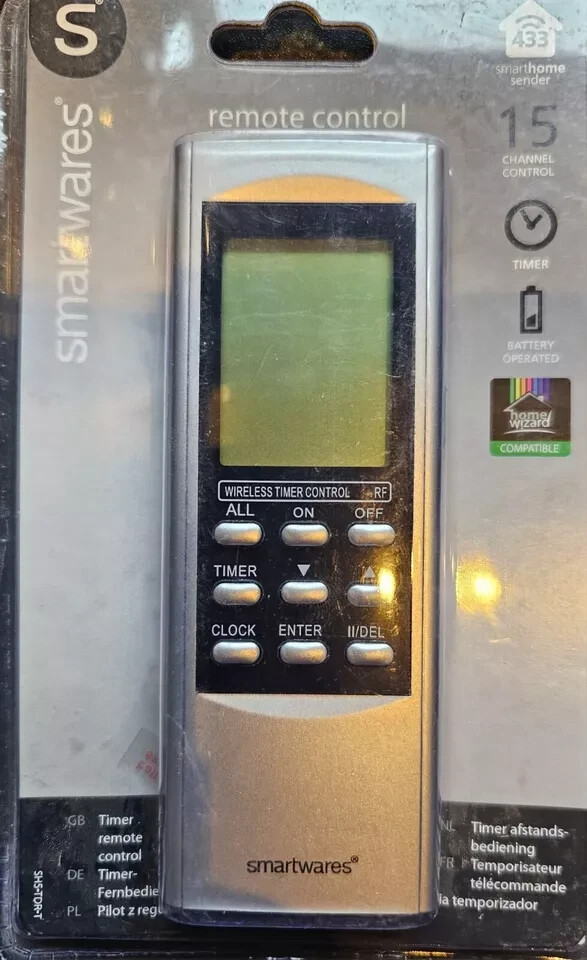 S®
433
smarthome
sender
remote control
smartwares®
15
CHANNEL
CONTROL
TIMER
BATTERY
OPERATED
home
wizard
COMPATIBLE
WIRELESS TIMER CONTROL RF
ALL ON OFF
TIMER ▼ ▲
CLOCK ENTER II/DEL
smartwares®
SH5-TDR-T
GB Timer
remote
control
DE Timer-
Fernbedie
PL Pilot z regu
NL Timer afstands-
bediening
FR Temporisateur
télécommande
la temporizador